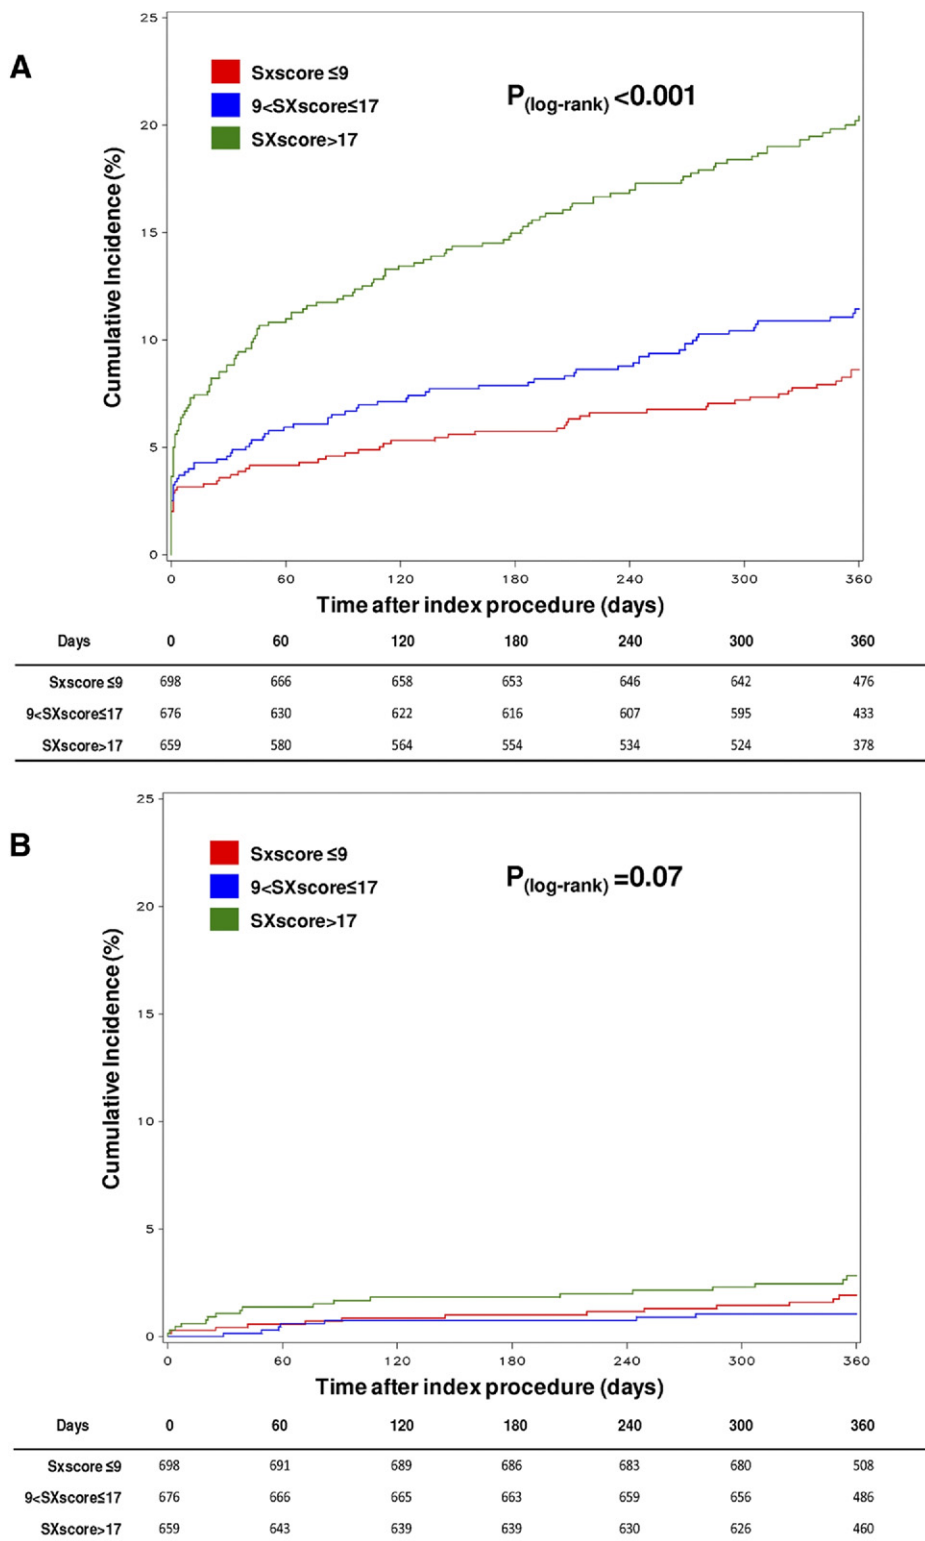 A
25
20
15
10
5
0
Cumulative Incidence (%)
Sxscore ≤9
9<SXscore≤17
SXscore>17
P(log-rank) <0.001
0 60 120 180 240 300 360
Time after index procedure (days)
Days 0 60 120 180 240 300 360
Sxscore ≤9 698 666 658 653 646 642 476
9<SXscore≤17 676 630 622 616 607 595 433
SXscore>17 659 580 564 554 534 524 378
B
25
20
15
10
5
0
Cumulative Incidence (%)
Sxscore ≤9
9<SXscore≤17
SXscore>17
P(log-rank) =0.07
0 60 120 180 240 300 360
Time after index procedure (days)
Days 0 60 120 180 240 300 360
Sxscore ≤9 698 691 689 686 683 680 508
9<SXscore≤17 676 666 665 663 659 656 486
SXscore>17 659 643 639 639 630 626 460